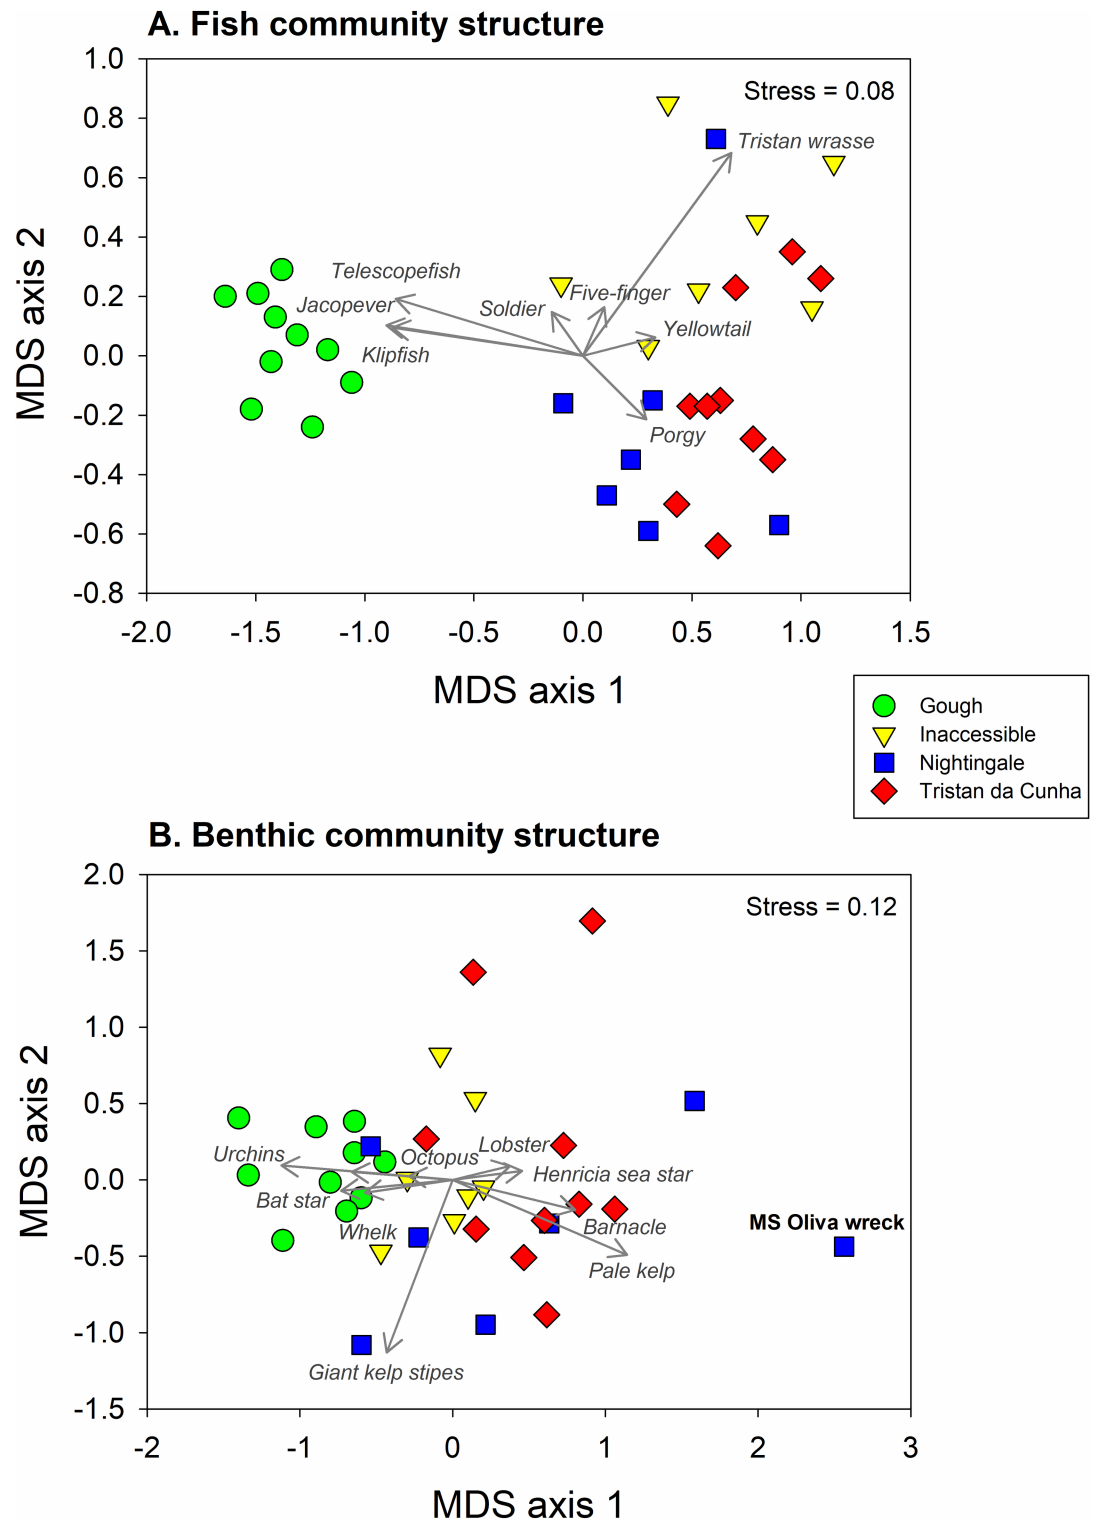 A. Fish community structure
1.0
0.8
0.6
0.4
0.2
0.0
-0.2
-0.4
-0.6
-0.8
MDS axis 2
Stress = 0.08
Tristan wrasse
Telescopefish
Jacopever
Klipfish
Soldier
Five-finger
Yellowtail
Porgy
-2.0 -1.5 -1.0 -0.5 0.0 0.5 1.0 1.5
MDS axis 1
Gough
Inaccessible
Nightingale
Tristan da Cunha
B. Benthic community structure
2.0
1.5
1.0
0.5
0.0
-0.5
-1.0
-1.5
MDS axis 2
Stress = 0.12
Urchins
Octopus
Lobster
Henricia sea star
Bat star
Whelk
Barnacle
MS Oliva wreck
Pale kelp
Giant kelp stipes
-2 -1 0 1 2 3
MDS axis 1